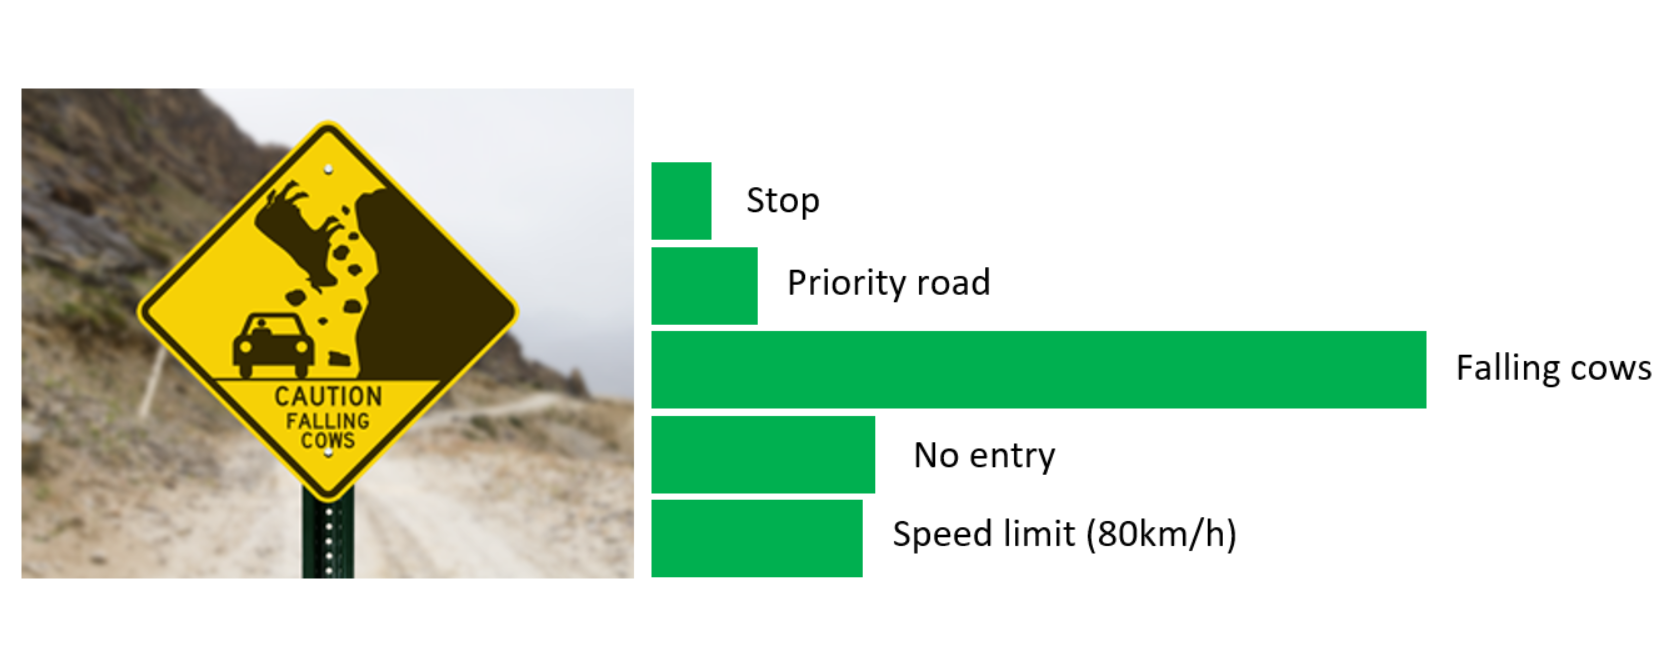 CAUTION
FALLING
COWS
Stop
Priority road
Falling cows
No entry
Speed limit (80km/h)